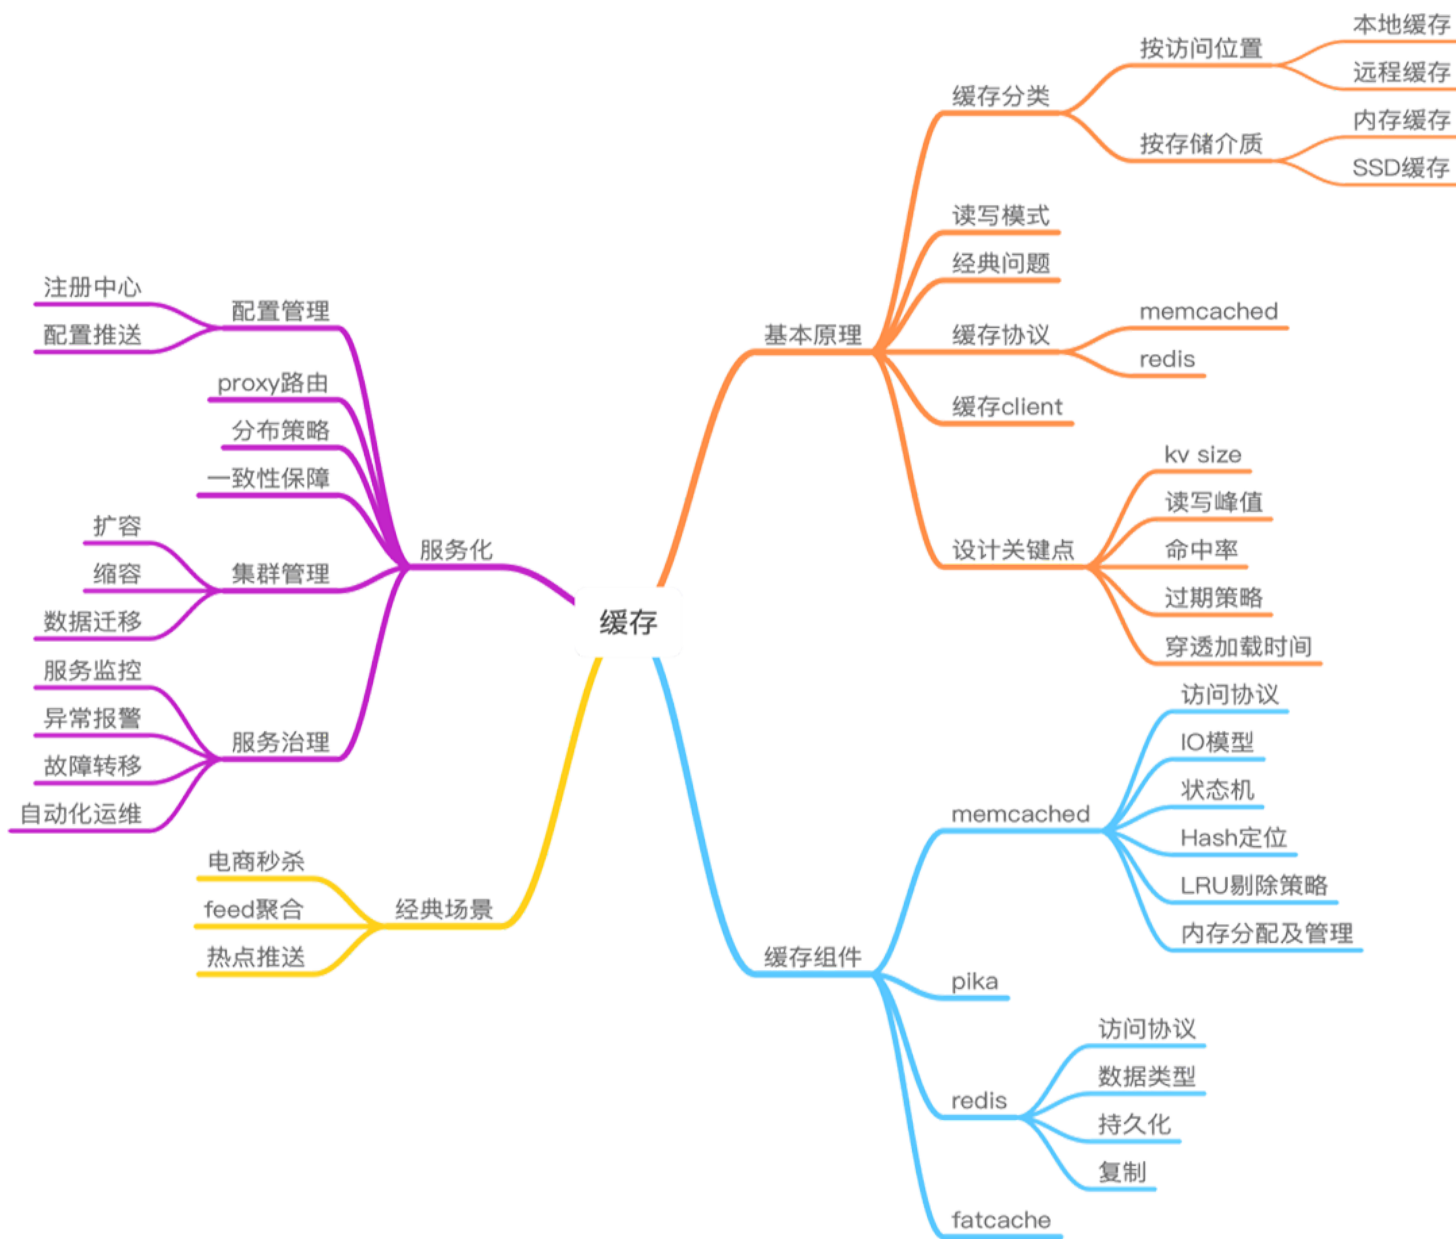 缓存
基本原理
缓存分类
按访问位置
本地缓存
远程缓存
按存储介质
内存缓存
SSD缓存
读写模式
经典问题
缓存协议
memcached
redis
缓存client
设计关键点
kv size
读写峰值
命中率
过期策略
穿透加载时间
缓存组件
memcached
访问协议
IO模型
状态机
Hash定位
LRU剔除策略
内存分配及管理
pika
redis
访问协议
数据类型
持久化
复制
fatcache
服务化
配置管理
注册中心
配置推送
proxy路由
分布策略
一致性保障
集群管理
扩容
缩容
数据迁移
服务治理
服务监控
异常报警
故障转移
自动化运维
经典场景
电商秒杀
feed聚合
热点推送